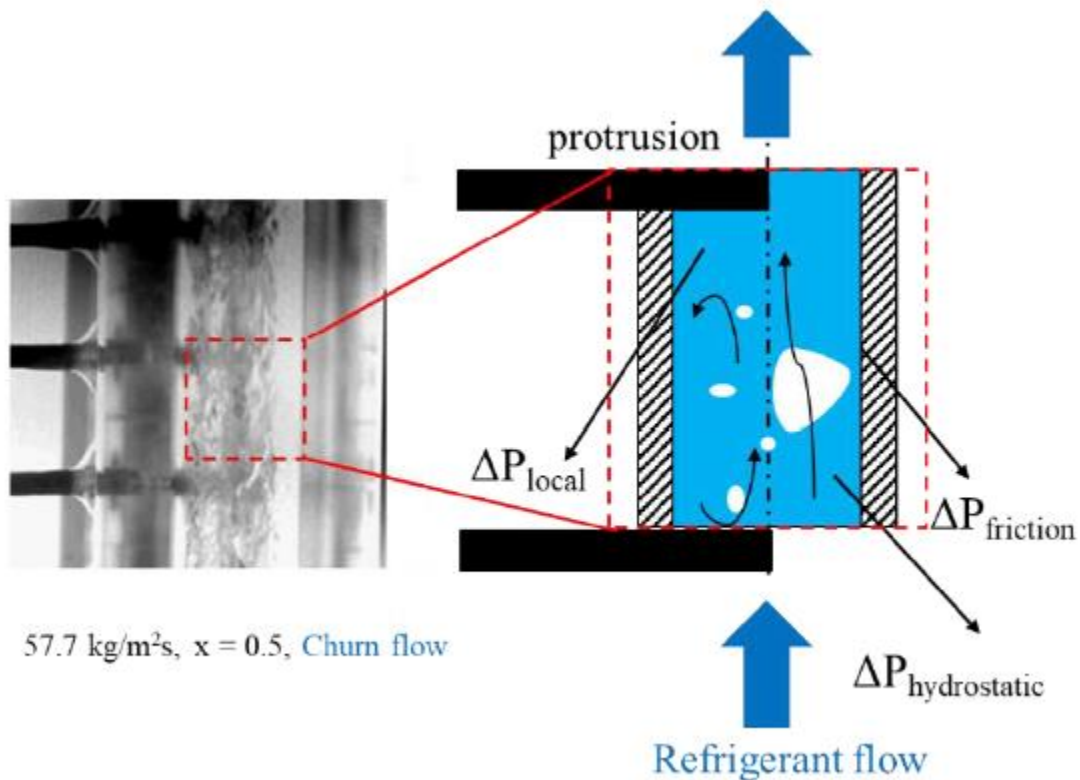 protrusion
ΔP_local
ΔP_friction
57.7 kg/m²s, x = 0.5, Churn flow
ΔP_hydrostatic
Refrigerant flow